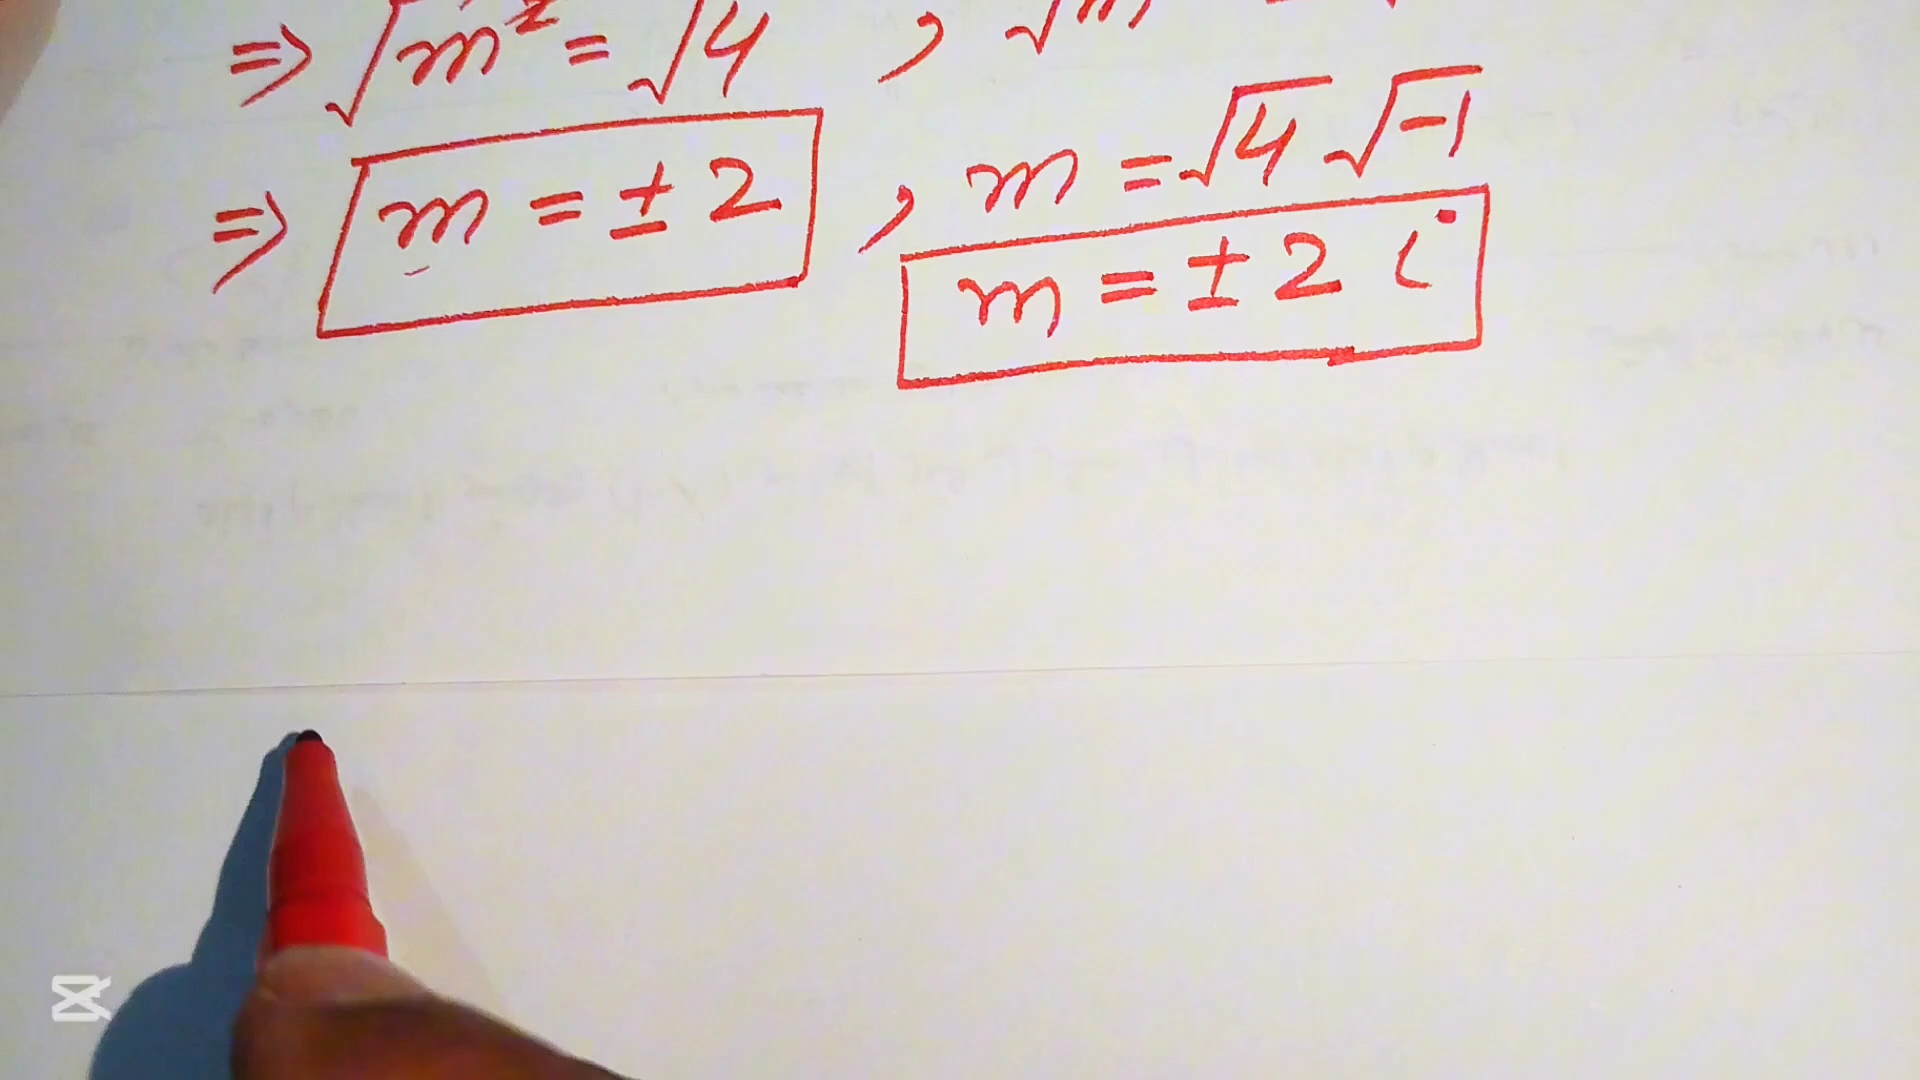 ⇒ √m² = √4 , √m
⇒ m = ± 2 , m = √4 √-1
m = ± 2 i